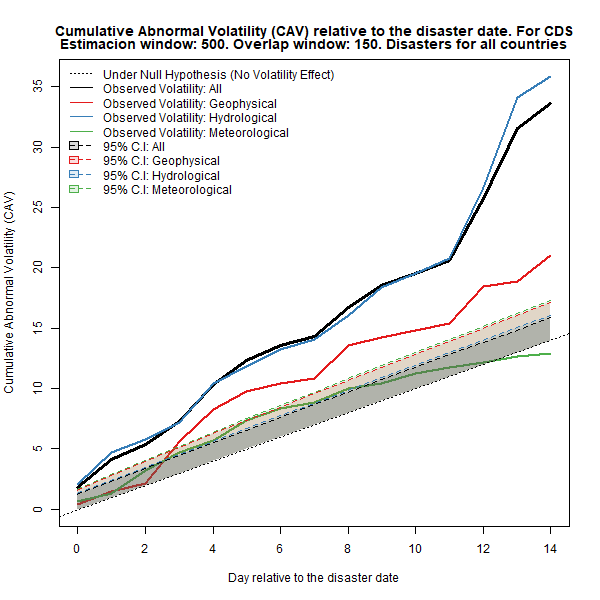 Cumulative Abnormal Volatility (CAV) relative to the disaster date. For CDS
Estimacion window: 500. Overlap window: 150. Disasters for all countries
Under Null Hypothesis (No Volatility Effect)
Observed Volatility: All
Observed Volatility: Geophysical
Observed Volatility: Hydrological
Observed Volatility: Meteorological
95% C.I: All
95% C.I: Geophysical
95% C.I: Hydrological
95% C.I: Meteorological
Cumulative Abnormal Volatility (CAV)
35
30
25
20
15
10
5
0
0 2 4 6 8 10 12 14
Day relative to the disaster date